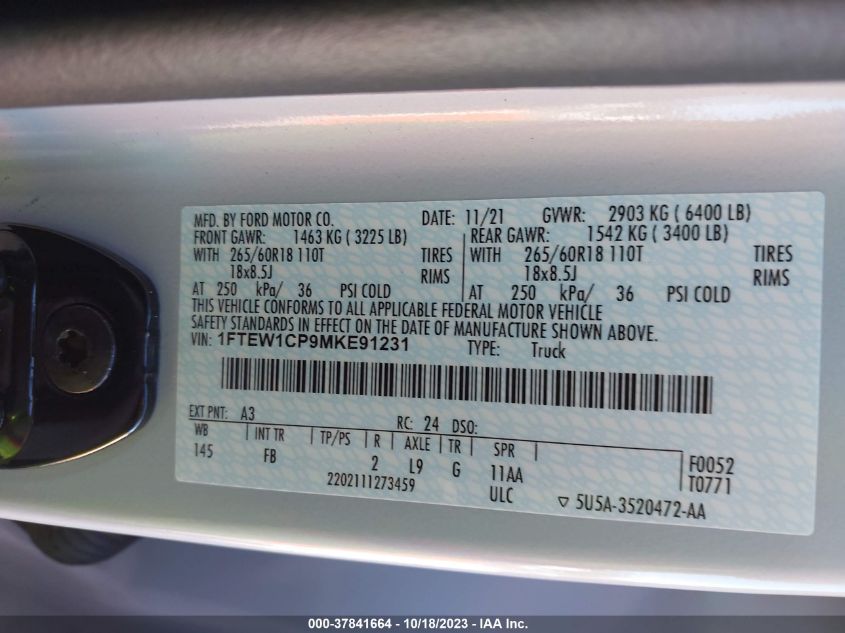 MFD. BY FORD MOTOR CO. DATE: 11/21 GVWR: 2903 KG ( 6400 LB)
FRONT GAWR: 1463 KG ( 3225 LB) REAR GAWR: 1542 KG ( 3400 LB)
WITH 265/60R18 110T TIRES WITH 265/60R18 110T TIRES
18x8.5J RIMS 18x8.5J RIMS
AT 250 kPa/ 36 PSI COLD AT 250 kPa/ 36 PSI COLD
THIS VEHICLE CONFORMS TO ALL APPLICABLE FEDERAL MOTOR VEHICLE
SAFETY STANDARDS IN EFFECT ON THE DATE OF MANUFACTURE SHOWN ABOVE.
VIN: 1FTEW1CP9MKE91231 TYPE: Truck
EXT PNT: A3 RC: 24 DSO:
WB INT TR TP/PS R AXLE TR SPR
145 FB 2 L9 G 11AA F0052
2202111273459 ULC T0771
5U5A-3520472-AA
000-37841664 - 10/18/2023 - IAA Inc.